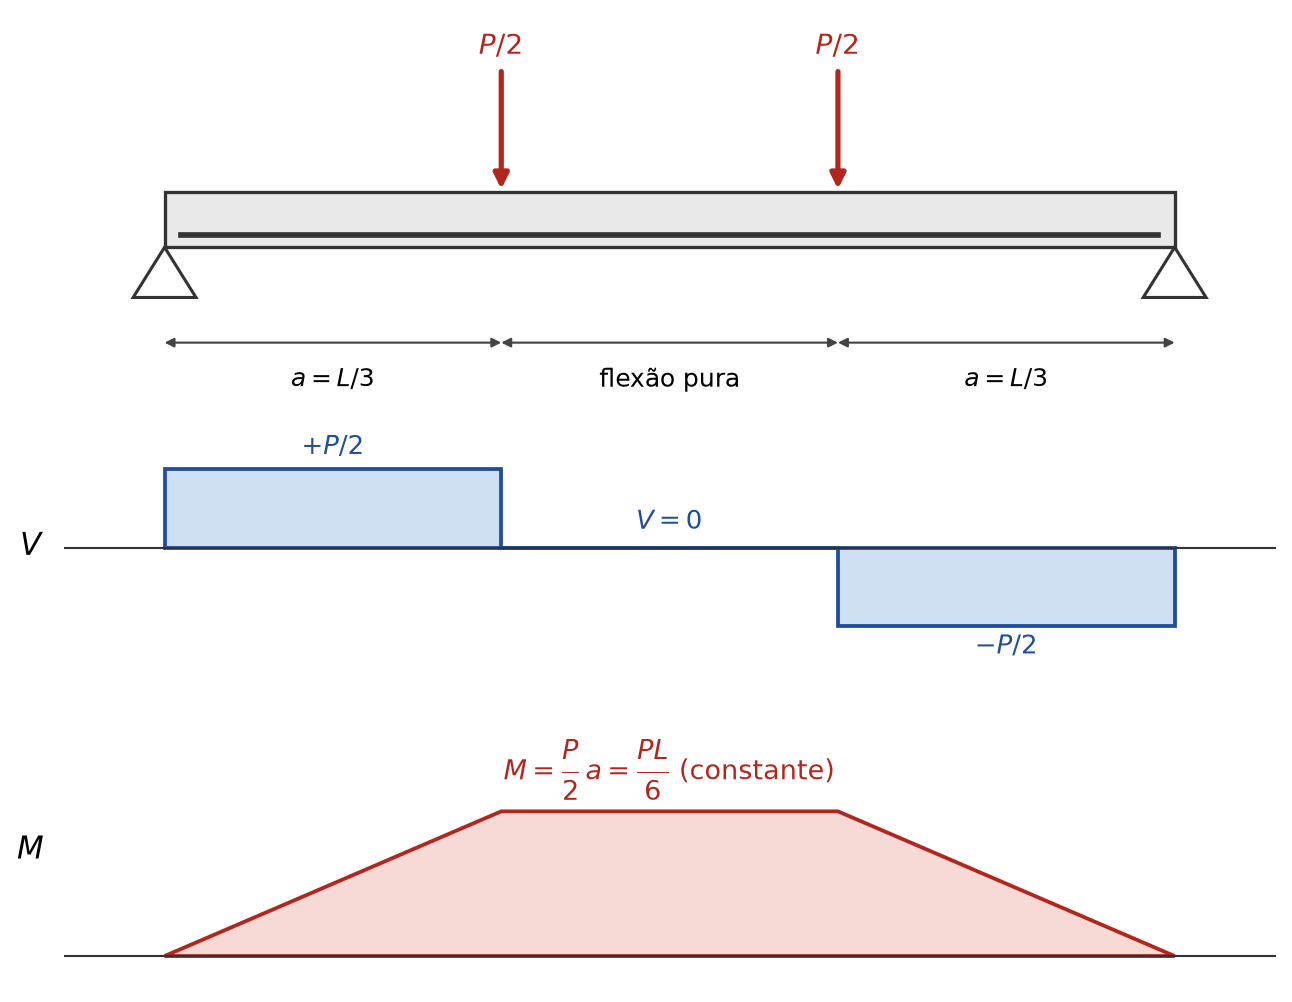 P/2 P/2
a = L/3 flexão pura a = L/3
+P/2
V = 0
V
−P/2
M = P/2 a = PL/6 (constante)
M